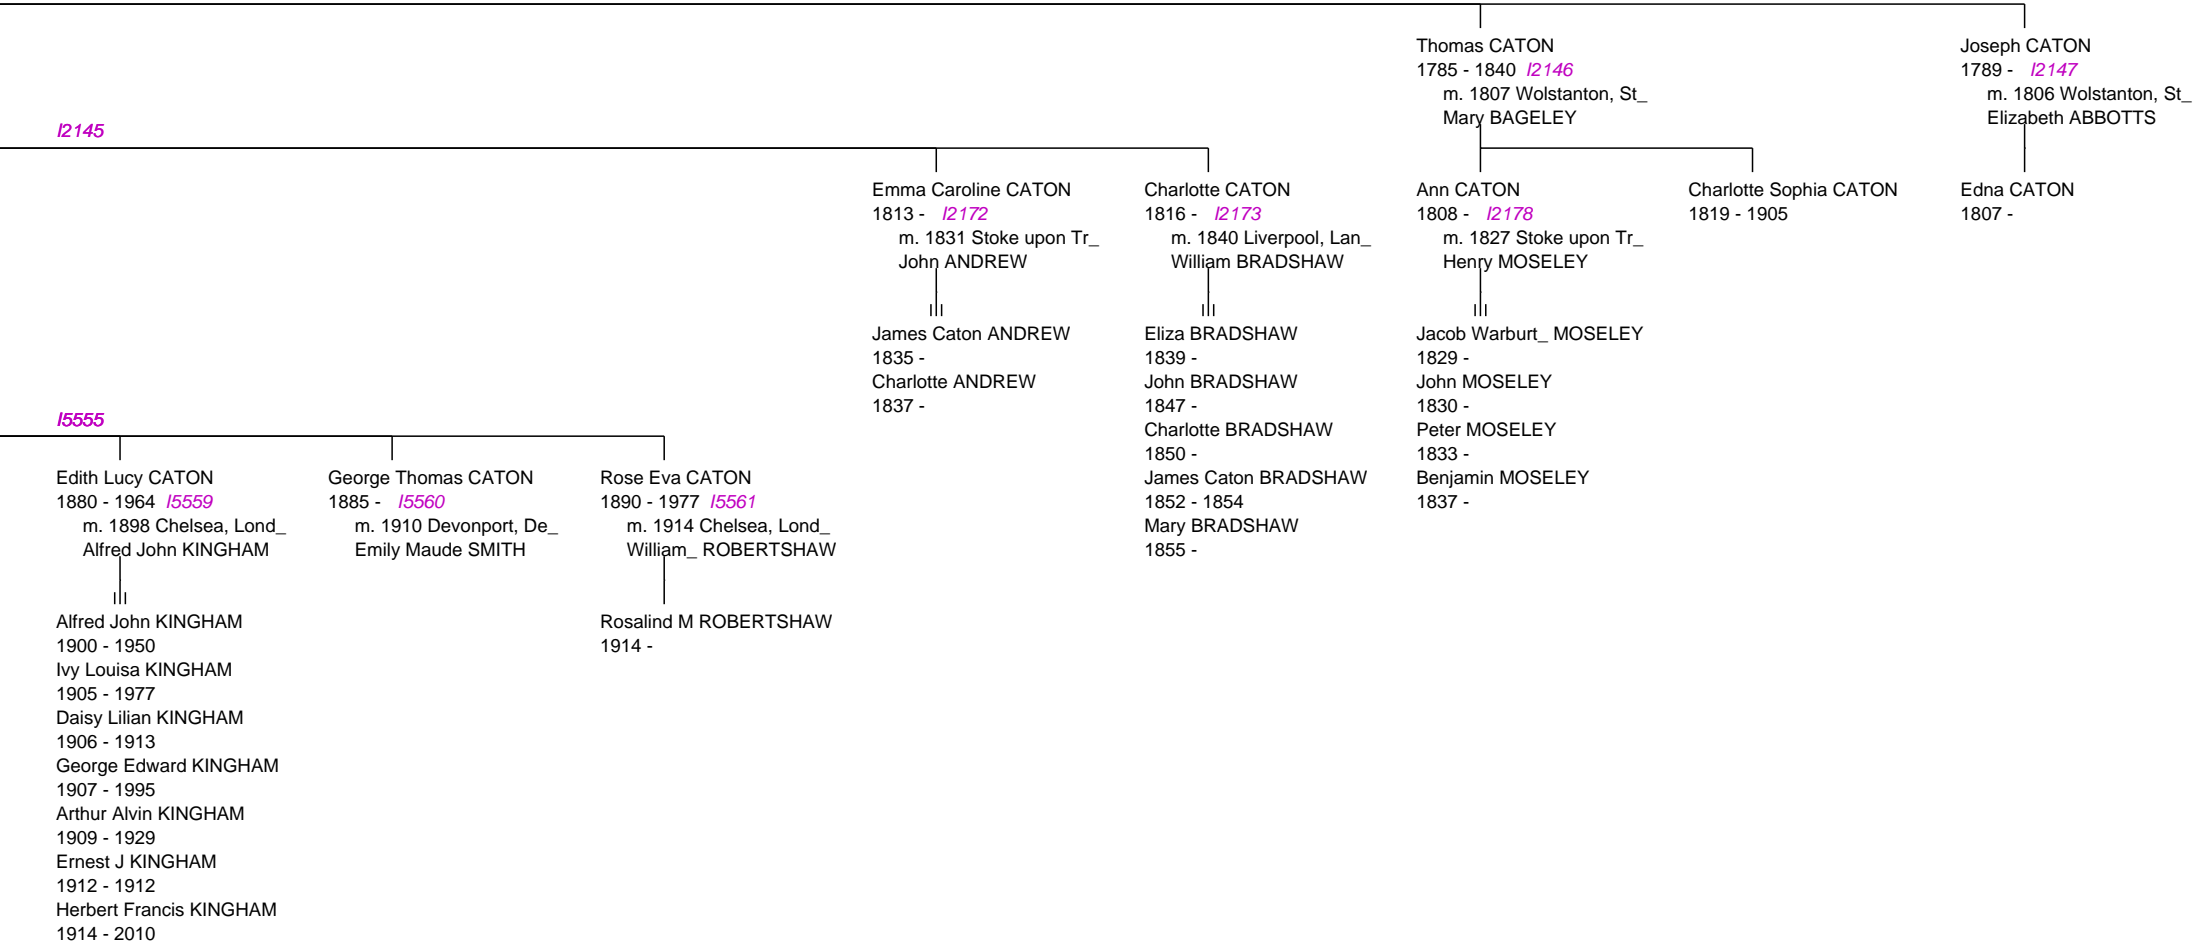 Thomas CATON
1785 - 1840 I2146
m. 1807 Wolstanton, St_
Mary BAGELEY
Joseph CATON
1789 - I2147
m. 1806 Wolstanton, St_
Elizabeth ABBOTTS
I2145
Emma Caroline CATON
1813 - I2172
m. 1831 Stoke upon Tr_
John ANDREW
Charlotte CATON
1816 - I2173
m. 1840 Liverpool, Lan_
William BRADSHAW
Ann CATON
1808 - I2178
m. 1827 Stoke upon Tr_
Henry MOSELEY
Charlotte Sophia CATON
1819 - 1905
Edna CATON
1807 -
James Caton ANDREW
1835 -
Charlotte ANDREW
1837 -
Eliza BRADSHAW
1839 -
John BRADSHAW
1847 -
Charlotte BRADSHAW
1850 -
James Caton BRADSHAW
1852 - 1854
Mary BRADSHAW
1855 -
Jacob Warburt_ MOSELEY
1829 -
John MOSELEY
1830 -
Peter MOSELEY
1833 -
Benjamin MOSELEY
1837 -
I5555
Edith Lucy CATON
1880 - 1964 I5559
m. 1898 Chelsea, Lond_
Alfred John KINGHAM
George Thomas CATON
1885 - I5560
m. 1910 Devonport, De_
Emily Maude SMITH
Rose Eva CATON
1890 - 1977 I5561
m. 1914 Chelsea, Lond_
William_ ROBERTSHAW
Alfred John KINGHAM
1900 - 1950
Ivy Louisa KINGHAM
1905 - 1977
Daisy Lilian KINGHAM
1906 - 1913
George Edward KINGHAM
1907 - 1995
Arthur Alvin KINGHAM
1909 - 1929
Ernest J KINGHAM
1912 - 1912
Herbert Francis KINGHAM
1914 - 2010
Rosalind M ROBERTSHAW
1914 -